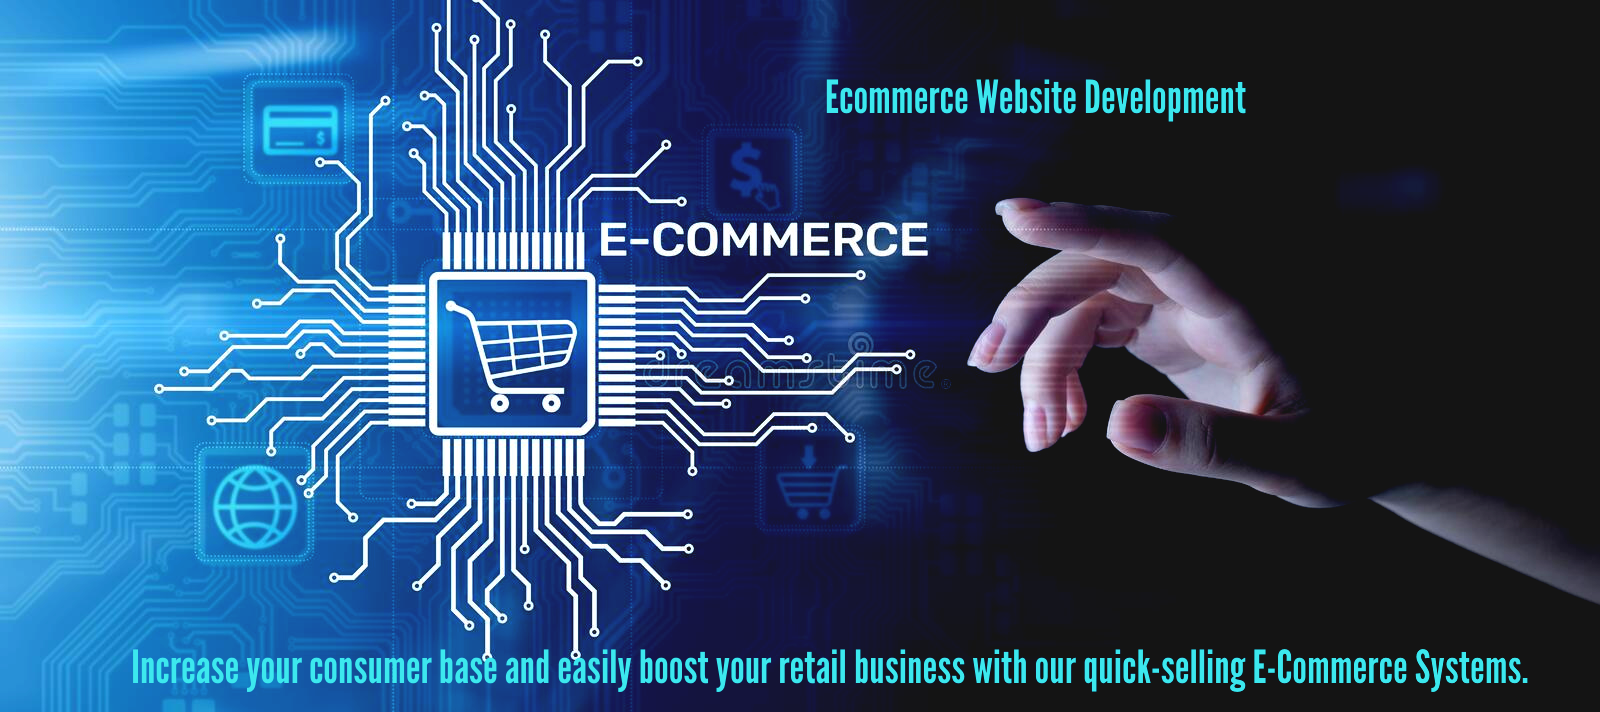 Ecommerce Website Development
E-COMMERCE
dreamstime.
Increase your consumer base and easily boost your retail business with our quick-selling E-Commerce Systems.